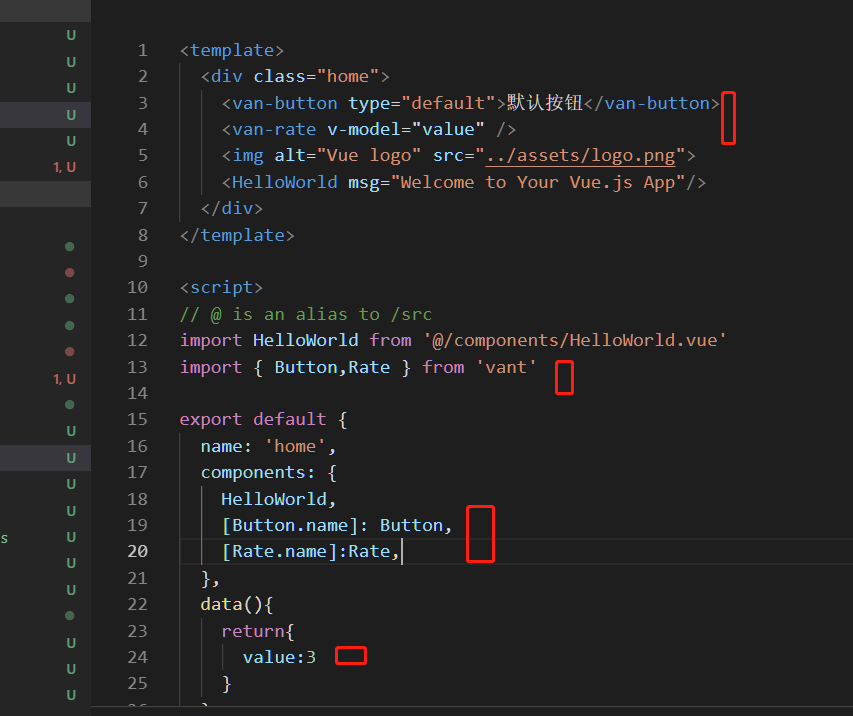 U
U
U
U
U
1, U
1, U
U
U
U
U
s U
U
U
U
U
U
1 <template>
2 <div class="home">
3 <van-button type="default">默认按钮</van-button>
4 <van-rate v-model="value" />
5 <img alt="Vue logo" src="../assets/logo.png">
6 <HelloWorld msg="Welcome to Your Vue.js App"/>
7 </div>
8 </template>
9
10 <script>
11 // @ is an alias to /src
12 import HelloWorld from '@/components/HelloWorld.vue'
13 import { Button,Rate } from 'vant'
14
15 export default {
16 name: 'home',
17 components: {
18 HelloWorld,
19 [Button.name]: Button,
20 [Rate.name]:Rate,
21 },
22 data(){
23 return{
24 value:3
25 }